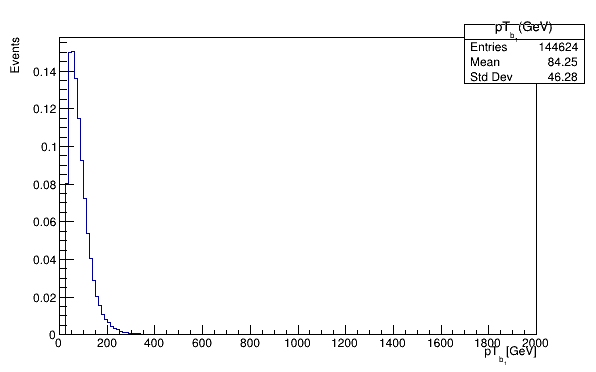 pT_b_1(GeV)
Entries 144624
Mean 84.25
Std Dev 46.28
Events
0.14
0.12
0.1
0.08
0.06
0.04
0.02
0
0 200 400 600 800 1000 1200 1400 1600 1800 2000
pT_b_1[GeV]